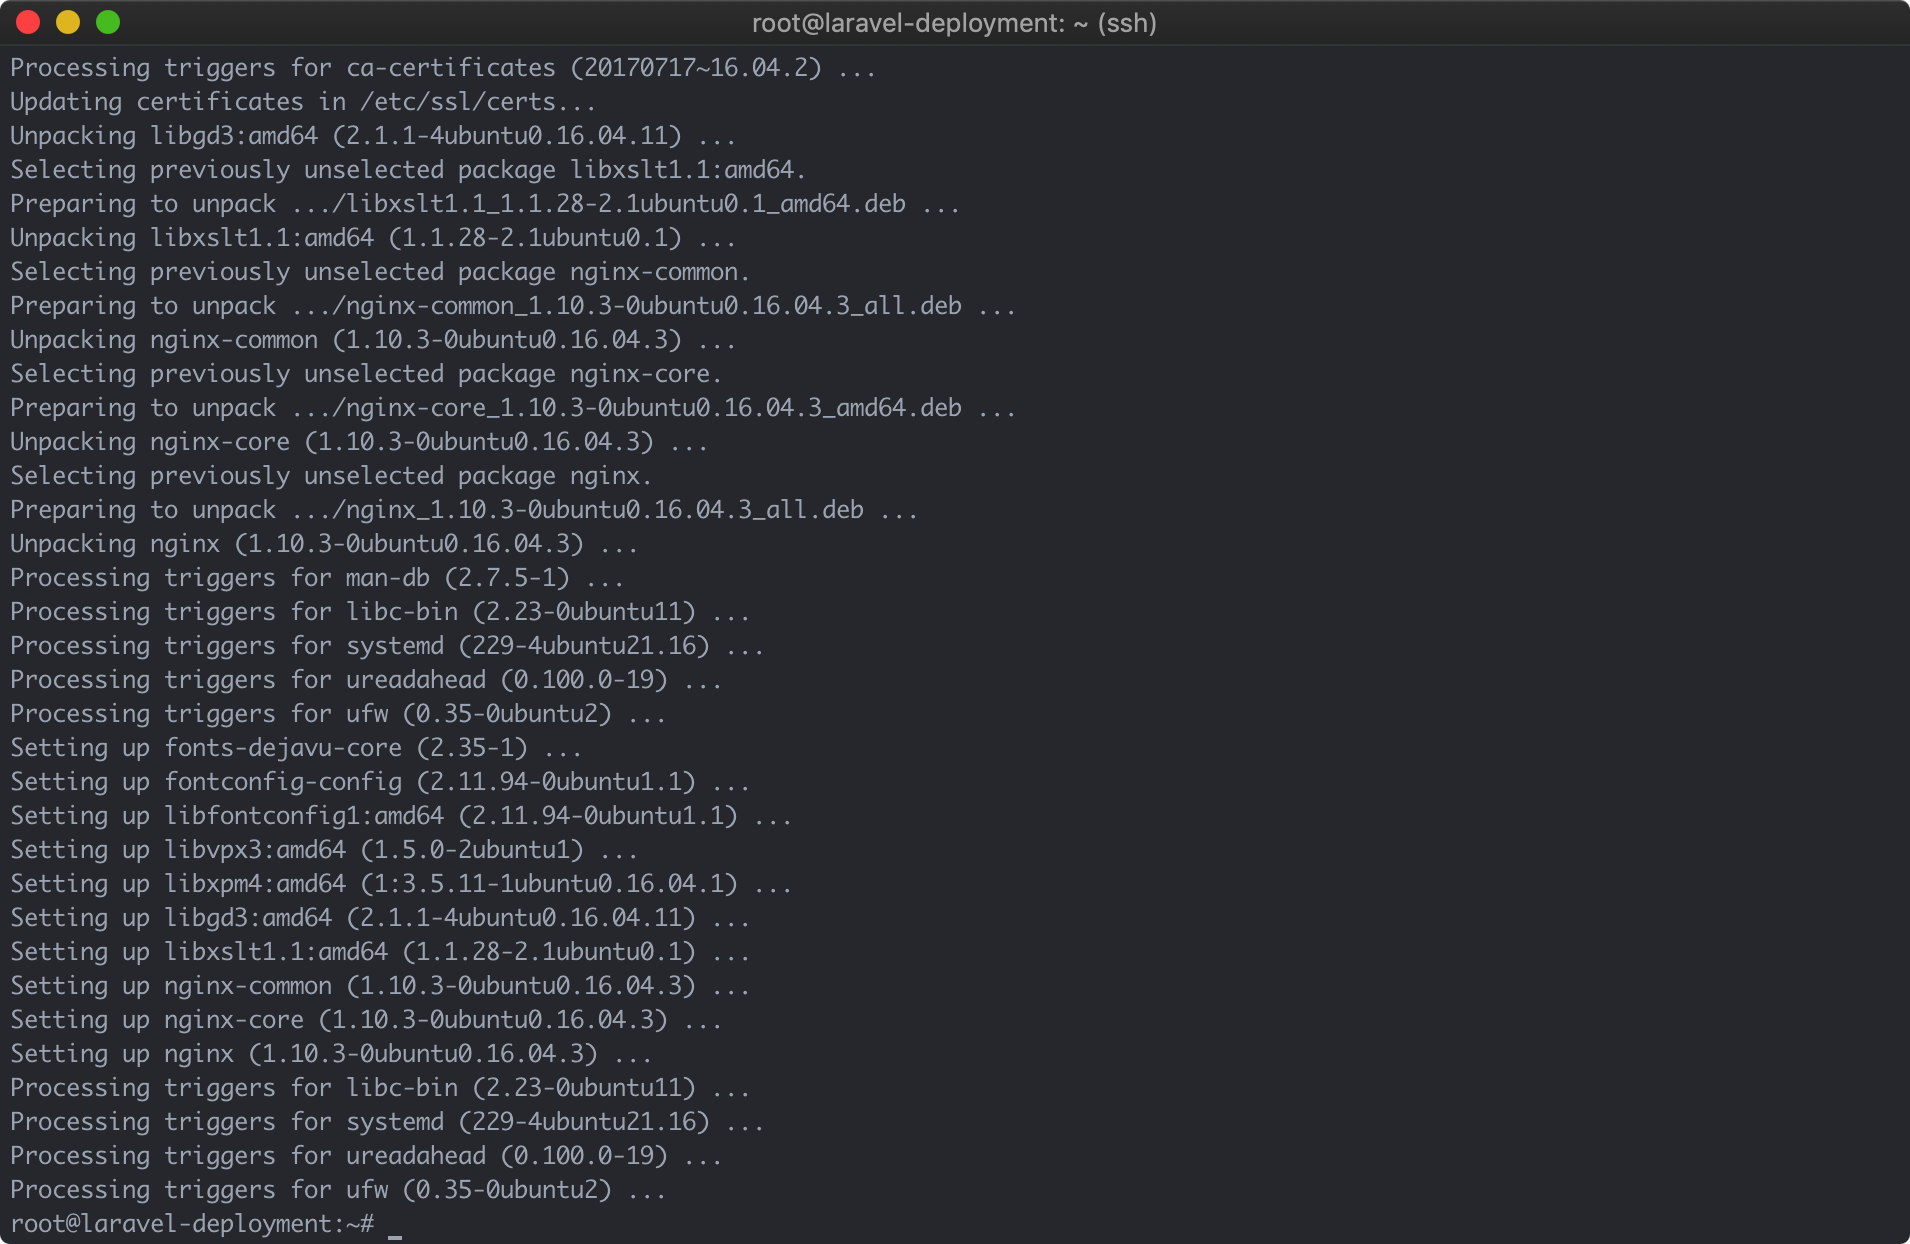 root@laravel-deployment: ~ (ssh)
Processing triggers for ca-certificates (20170717~16.04.2) ...
Updating certificates in /etc/ssl/certs...
Unpacking libgd3:amd64 (2.1.1-4ubuntu0.16.04.11) ...
Selecting previously unselected package libxslt1.1:amd64.
Preparing to unpack .../libxslt1.1_1.1.28-2.1ubuntu0.1_amd64.deb ...
Unpacking libxslt1.1:amd64 (1.1.28-2.1ubuntu0.1) ...
Selecting previously unselected package nginx-common.
Preparing to unpack .../nginx-common_1.10.3-0ubuntu0.16.04.3_all.deb ...
Unpacking nginx-common (1.10.3-0ubuntu0.16.04.3) ...
Selecting previously unselected package nginx-core.
Preparing to unpack .../nginx-core_1.10.3-0ubuntu0.16.04.3_amd64.deb ...
Unpacking nginx-core (1.10.3-0ubuntu0.16.04.3) ...
Selecting previously unselected package nginx.
Preparing to unpack .../nginx_1.10.3-0ubuntu0.16.04.3_all.deb ...
Unpacking nginx (1.10.3-0ubuntu0.16.04.3) ...
Processing triggers for man-db (2.7.5-1) ...
Processing triggers for libc-bin (2.23-0ubuntu11) ...
Processing triggers for systemd (229-4ubuntu21.16) ...
Processing triggers for ureadahead (0.100.0-19) ...
Processing triggers for ufw (0.35-0ubuntu2) ...
Setting up fonts-dejavu-core (2.35-1) ...
Setting up fontconfig-config (2.11.94-0ubuntu1.1) ...
Setting up libfontconfig1:amd64 (2.11.94-0ubuntu1.1) ...
Setting up libvpx3:amd64 (1.5.0-2ubuntu1) ...
Setting up libxpm4:amd64 (1:3.5.11-1ubuntu0.16.04.1) ...
Setting up libgd3:amd64 (2.1.1-4ubuntu0.16.04.11) ...
Setting up libxslt1.1:amd64 (1.1.28-2.1ubuntu0.1) ...
Setting up nginx-common (1.10.3-0ubuntu0.16.04.3) ...
Setting up nginx-core (1.10.3-0ubuntu0.16.04.3) ...
Setting up nginx (1.10.3-0ubuntu0.16.04.3) ...
Processing triggers for libc-bin (2.23-0ubuntu11) ...
Processing triggers for systemd (229-4ubuntu21.16) ...
Processing triggers for ureadahead (0.100.0-19) ...
Processing triggers for ufw (0.35-0ubuntu2) ...
root@laravel-deployment:~# _